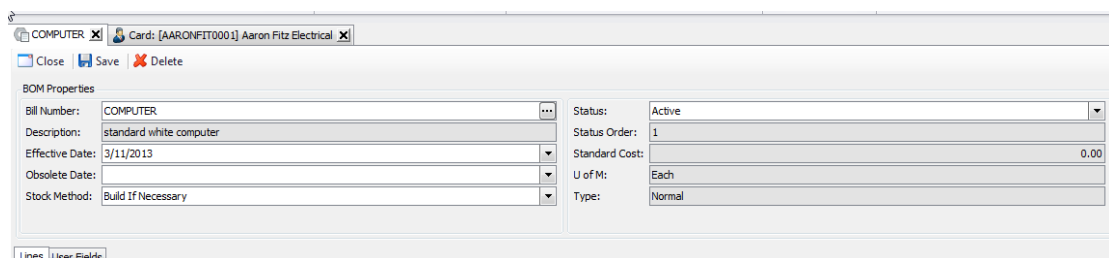 COMPUTER Card: [AARONFIT0001] Aaron Fitz Electrical
Close Save Delete
BOM Properties
Bill Number: COMPUTER ... Status: Active
Description: standard white computer Status Order: 1
Effective Date: 3/11/2013 Standard Cost: 0.00
Obsolete Date: U of M: Each
Stock Method: Build If Necessary Type: Normal
Lines User Fields